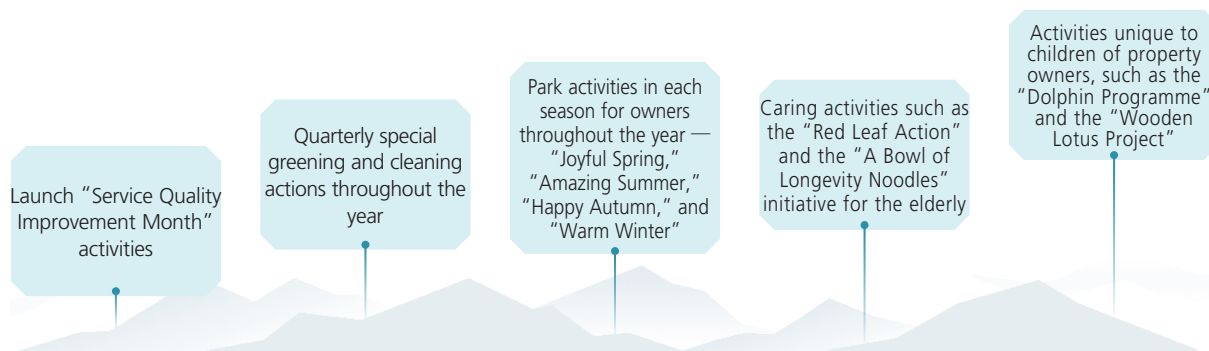 Launch “Service Quality
Improvement Month”
activities
Quarterly special
greening and cleaning
actions throughout the
year
Park activities in each
season for owners
throughout the year —
“Joyful Spring,”
“Amazing Summer,”
“Happy Autumn,” and
“Warm Winter”
Caring activities such as
the “Red Leaf Action”
and the “A Bowl of
Longevity Noodles”
initiative for the elderly
Activities unique to
children of property
owners, such as the
“Dolphin Programme”
and the “Wooden
Lotus Project”